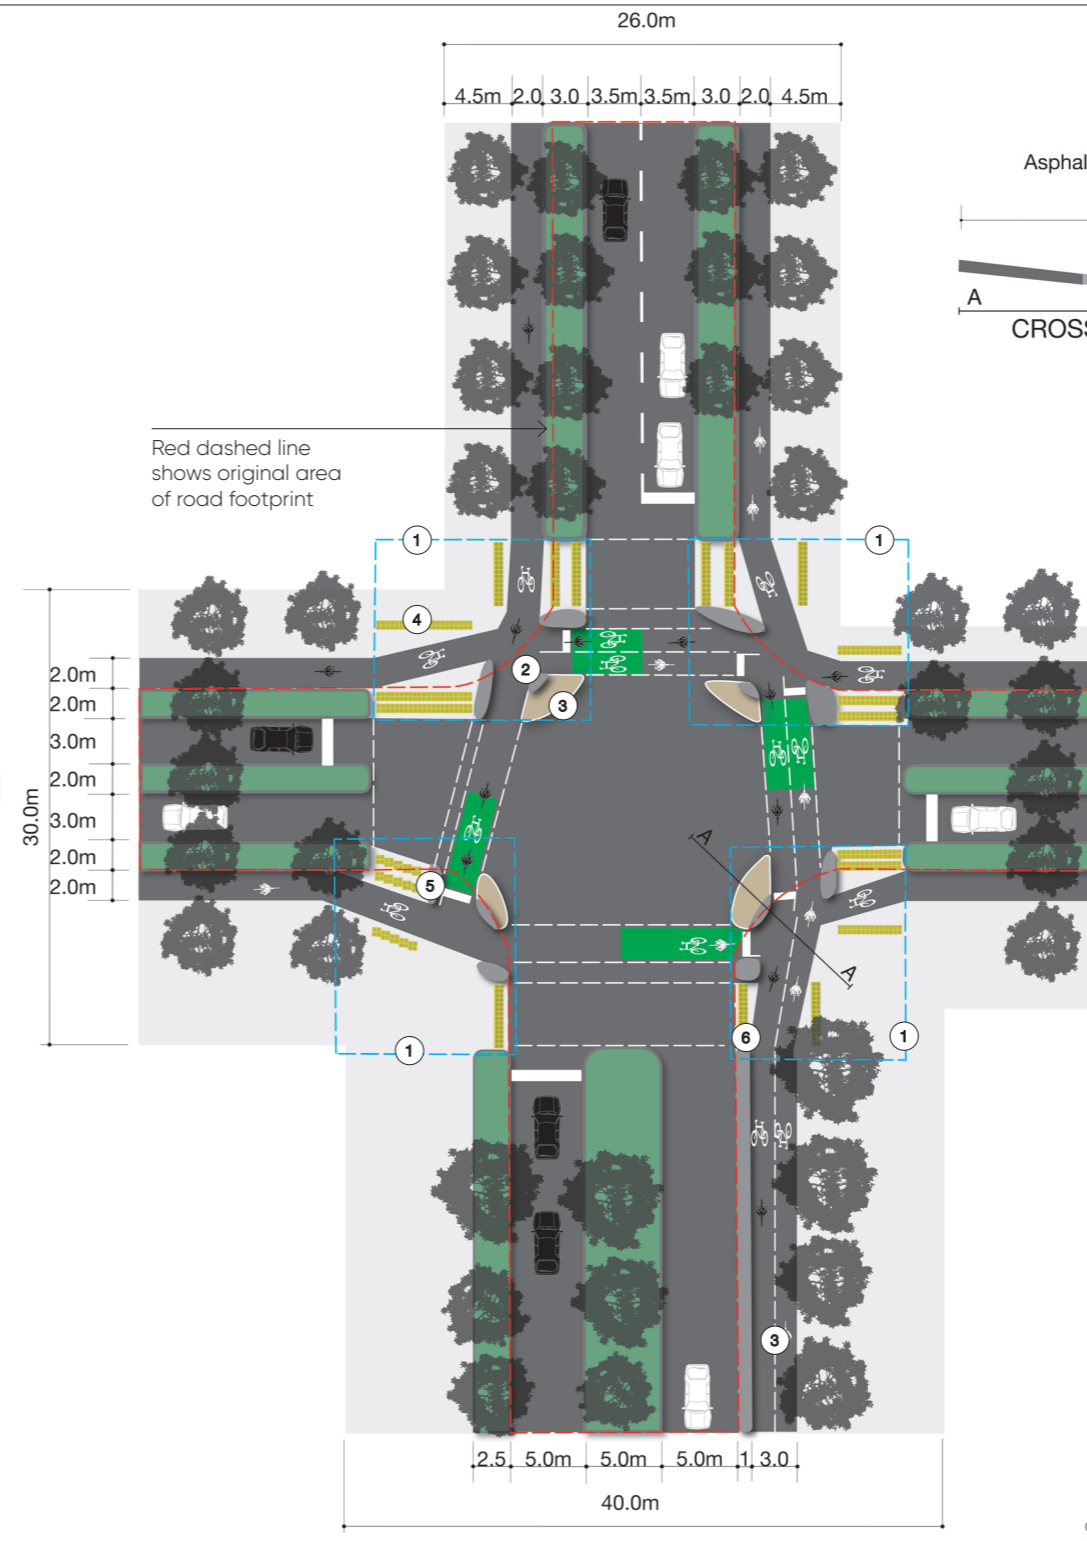 26.0m
4.5m 2.0 3.0 3.5m 3.5m 3.0 2.0 4.5m
Asphal
A
CROSS
Red dashed line
shows original area
of road footprint
1
1
4
2
3
2.0m
2.0m
3.0m
2.0m
3.0m
2.0m
2.0m
30.0m
A
5
A
6
1
1
3
2.5 5.0m 5.0m 5.0m 1 3.0
40.0m